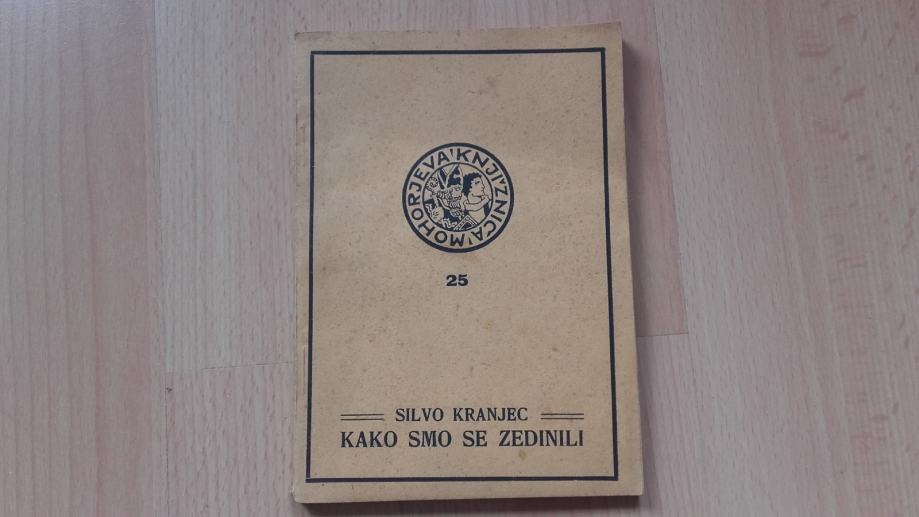 MOHORJEVA KNJIŽNICA
25
SILVO KRANJEC
KAKO SMO SE ZEDINILI